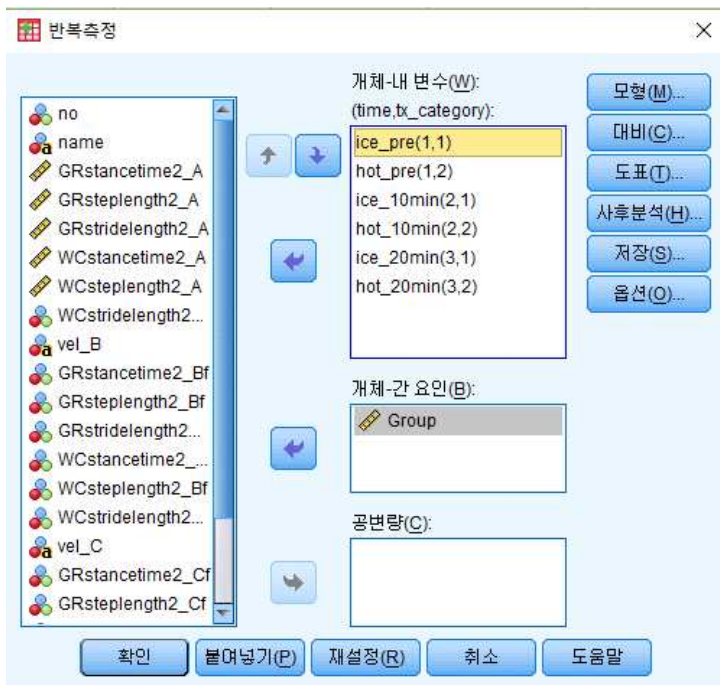 반복측정
no
name
GRstancetime2_A
GRsteplength2_A
GRstridelength2_A
WCstancetime2_A
WCsteplength2_A
WCstridelength2...
vel_B
GRstancetime2_Bf
GRsteplength2_Bf
GRstridelength2...
WCstancetime2_...
WCsteplength2_Bf
WCstridelength2...
vel_C
GRstancetime2_Cf
GRsteplength2_Cf
개체-내 변수(W):
(time,tx_category):
ice_pre(1,1)
hot_pre(1,2)
ice_10min(2,1)
hot_10min(2,2)
ice_20min(3,1)
hot_20min(3,2)
개체-간 요인(B):
Group
공변량(C):
모형(M)...
대비(C)...
도표(T)...
사후분석(H)...
저장(S)...
옵션(O)...
확인
붙여넣기(P)
재설정(R)
취소
도움말